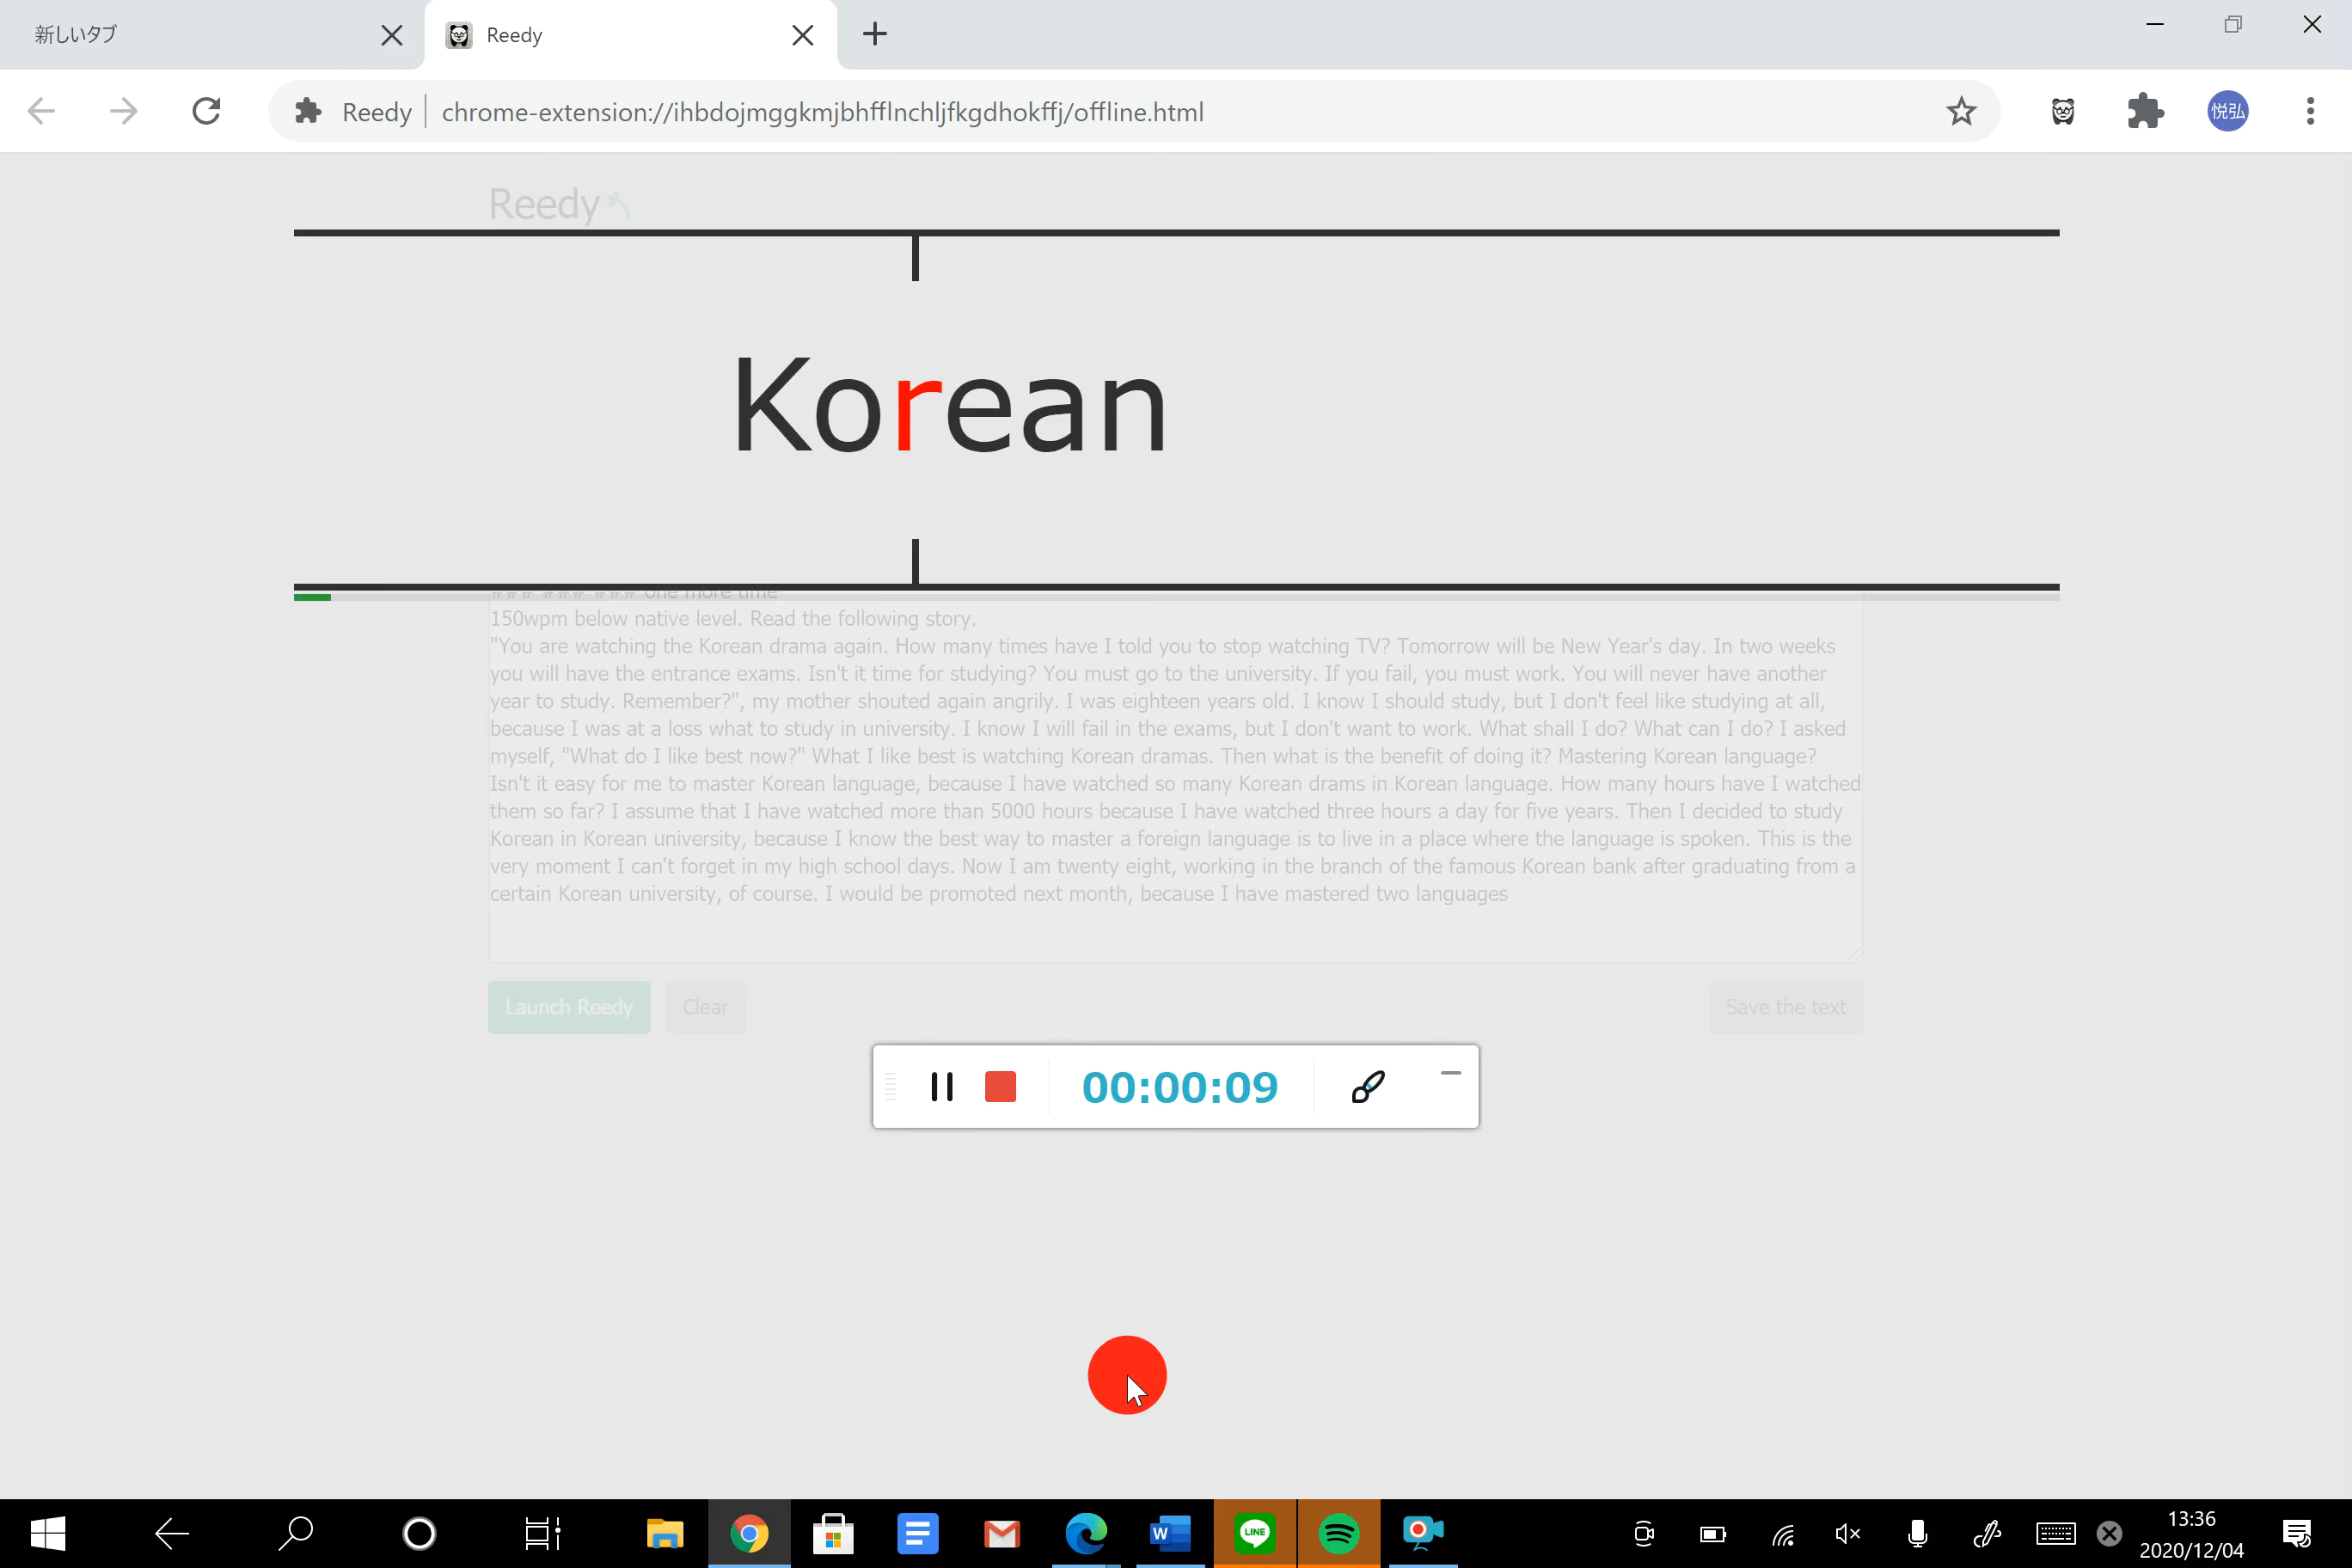 新しいタブ
Reedy
Reedy
chrome-extension://ihbdojmggkmjbhfflnchljfkgdhokffj/offline.html
悦弘
Reedy
Korean
### ### ### one more time
150wpm below native level. Read the following story.
"You are watching the Korean drama again. How many times have I told you to stop watching TV? Tomorrow will be New Year's day. In two weeks
you will have the entrance exams. Isn't it time for studying? You must go to the university. If you fail, you must work. You will never have another
year to study. Remember?", my mother shouted again angrily. I was eighteen years old. I know I should study, but I don't feel like studying at all,
because I was at a loss what to study in university. I know I will fail in the exams, but I don't want to work. What shall I do? What can I do? I asked
myself, "What do I like best now?" What I like best is watching Korean dramas. Then what is the benefit of doing it? Mastering Korean language?
Isn't it easy for me to master Korean language, because I have watched so many Korean drams in Korean language. How many hours have I watched
them so far? I assume that I have watched more than 5000 hours because I have watched three hours a day for five years. Then I decided to study
Korean in Korean university, because I know the best way to master a foreign language is to live in a place where the language is spoken. This is the
very moment I can't forget in my high school days. Now I am twenty eight, working in the branch of the famous Korean bank after graduating from a
certain Korean university, of course. I would be promoted next month, because I have mastered two languages
Launch Reedy
Clear
Save the text
00:00:09
W
LINE
13:36
2020/12/04